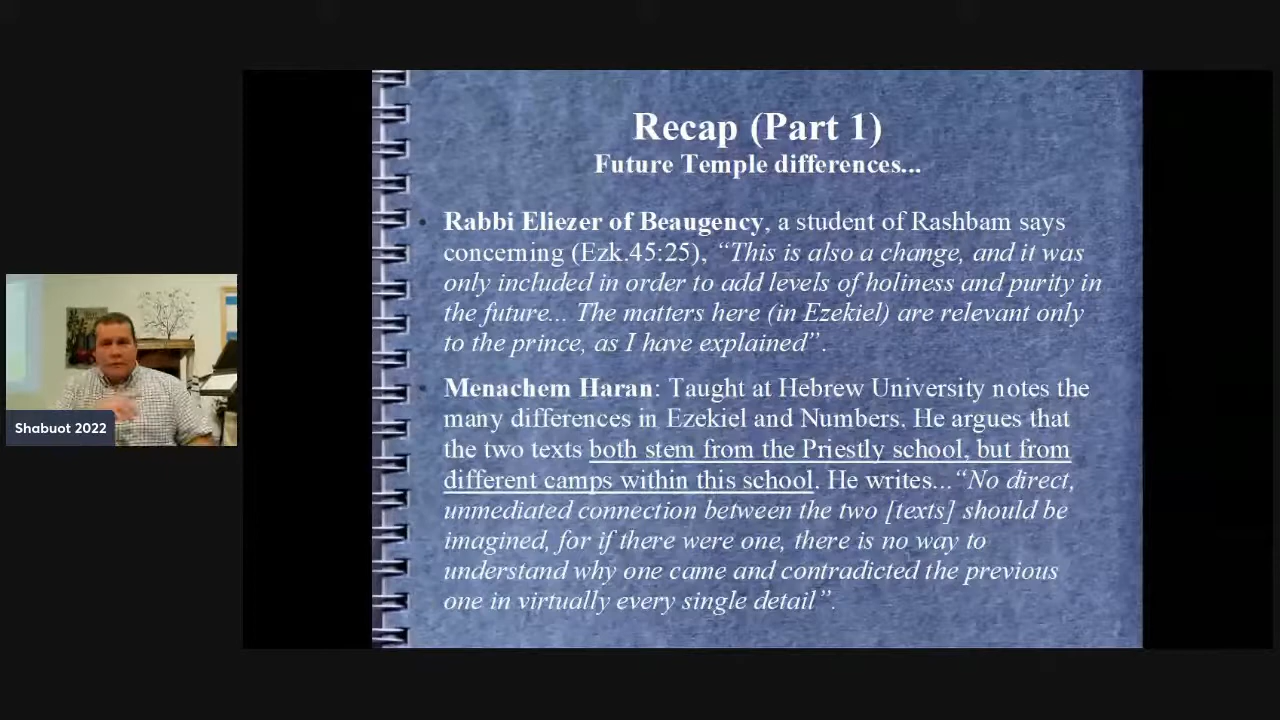 Recap (Part 1)
Future Temple differences...
• Rabbi Eliezer of Beaugency, a student of Rashbam says
concerning (Ezk.45:25), “This is also a change, and it was
only included in order to add levels of holiness and purity in
the future... The matters here (in Ezekiel) are relevant only
to the prince, as I have explained”.
• Menachem Haran: Taught at Hebrew University notes the
many differences in Ezekiel and Numbers. He argues that
the two texts both stem from the Priestly school, but from
different camps within this school. He writes...“No direct,
unmediated connection between the two [texts] should be
imagined, for if there were one, there is no way to
understand why one came and contradicted the previous
one in virtually every single detail”.
Shabuot 2022